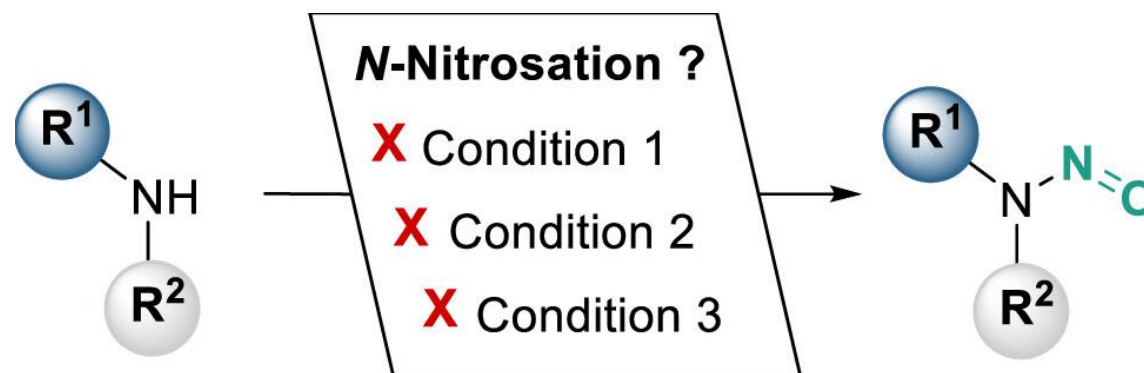 N-Nitrosation ?
X Condition 1
X Condition 2
X Condition 3
R¹
NH
R²
R¹
N
N
O
R²